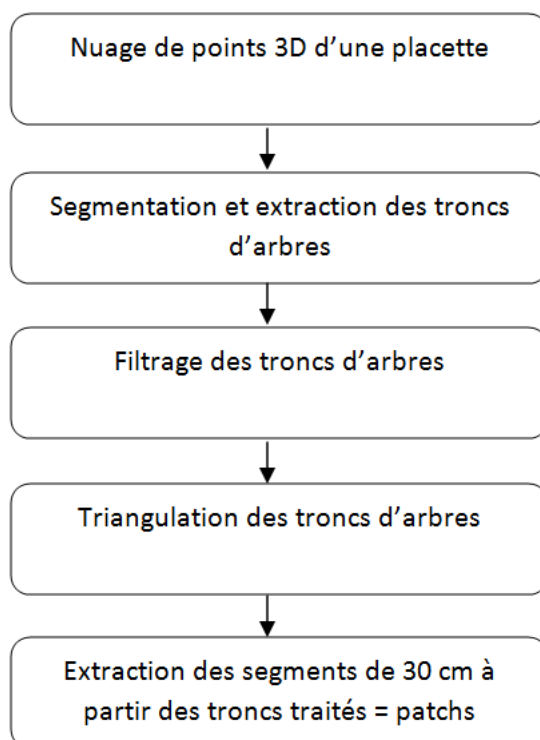 Nuage de points 3D d’une placette
Segmentation et extraction des troncs
d’arbres
Filtrage des troncs d’arbres
Triangulation des troncs d’arbres
Extraction des segments de 30 cm à
partir des troncs traités = patchs